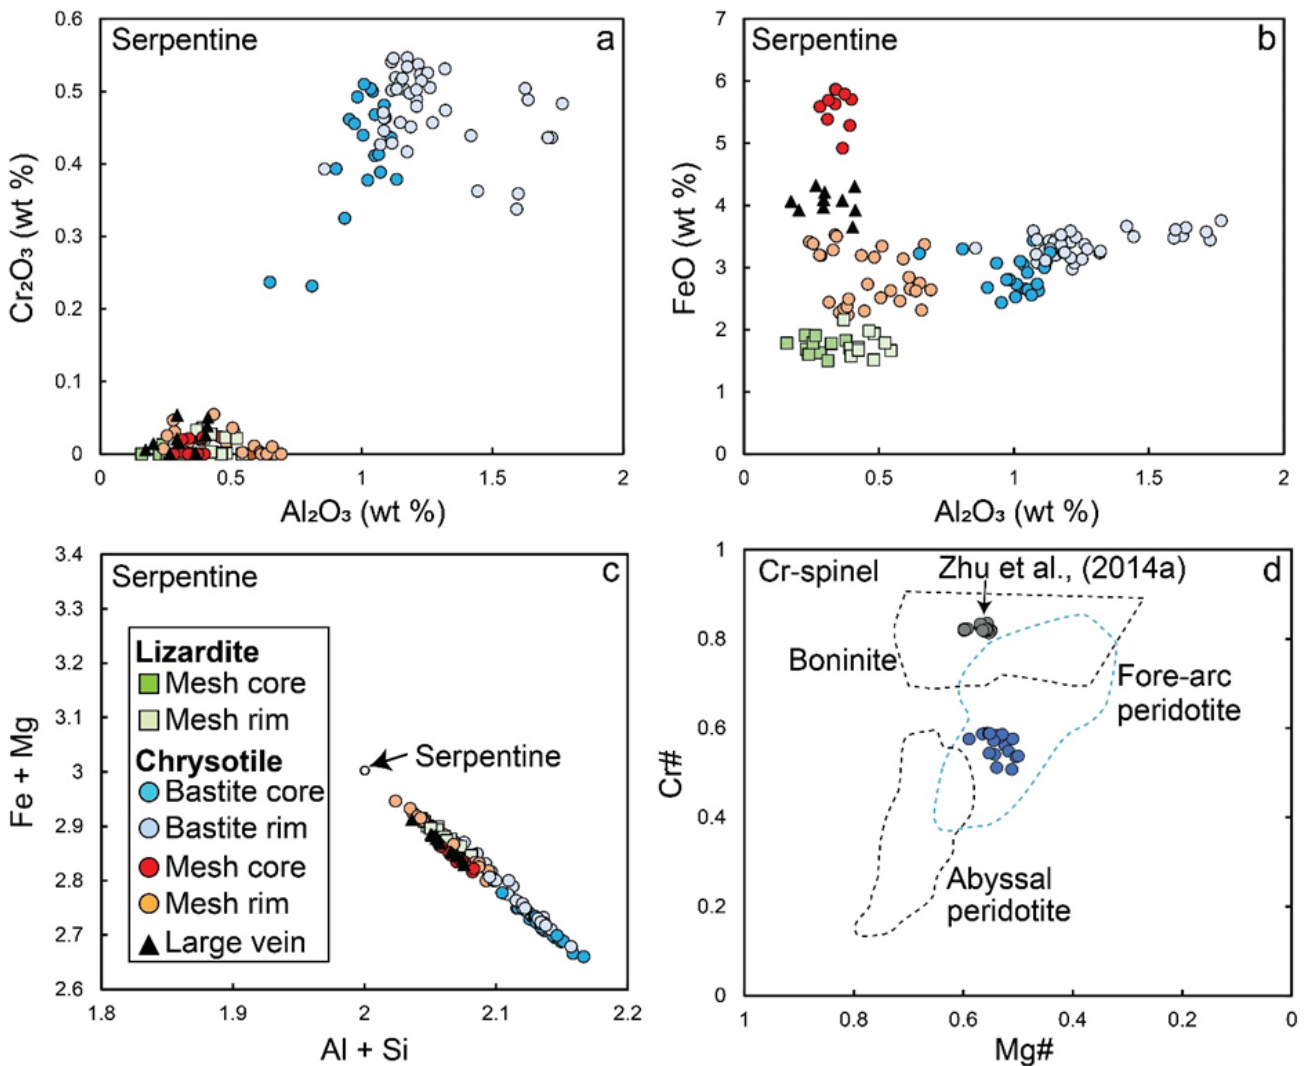 Serpentine
a
0.6
0.5
0.4
0.3
0.2
0.1
0
Cr₂O₃ (wt %)
0
0.5
1
1.5
2
Al₂O₃ (wt %)
Serpentine
b
7
6
5
4
3
2
1
0
FeO (wt %)
0
0.5
1
1.5
2
Al₂O₃ (wt %)
Serpentine
c
3.4
3.3
3.2
3.1
3
2.9
2.8
2.7
2.6
Fe + Mg
Lizardite
Mesh core
Mesh rim
Chrysotile
Bastite core
Bastite rim
Mesh core
Mesh rim
Large vein
Serpentine
1.8
1.9
2
2.1
2.2
Al + Si
Cr-spinel
Zhu et al., (2014a)
d
1
0.8
0.6
0.4
0.2
0
Cr#
Boninite
Fore-arc
peridotite
Abyssal
peridotite
1
0.8
0.6
0.4
0.2
0
Mg#